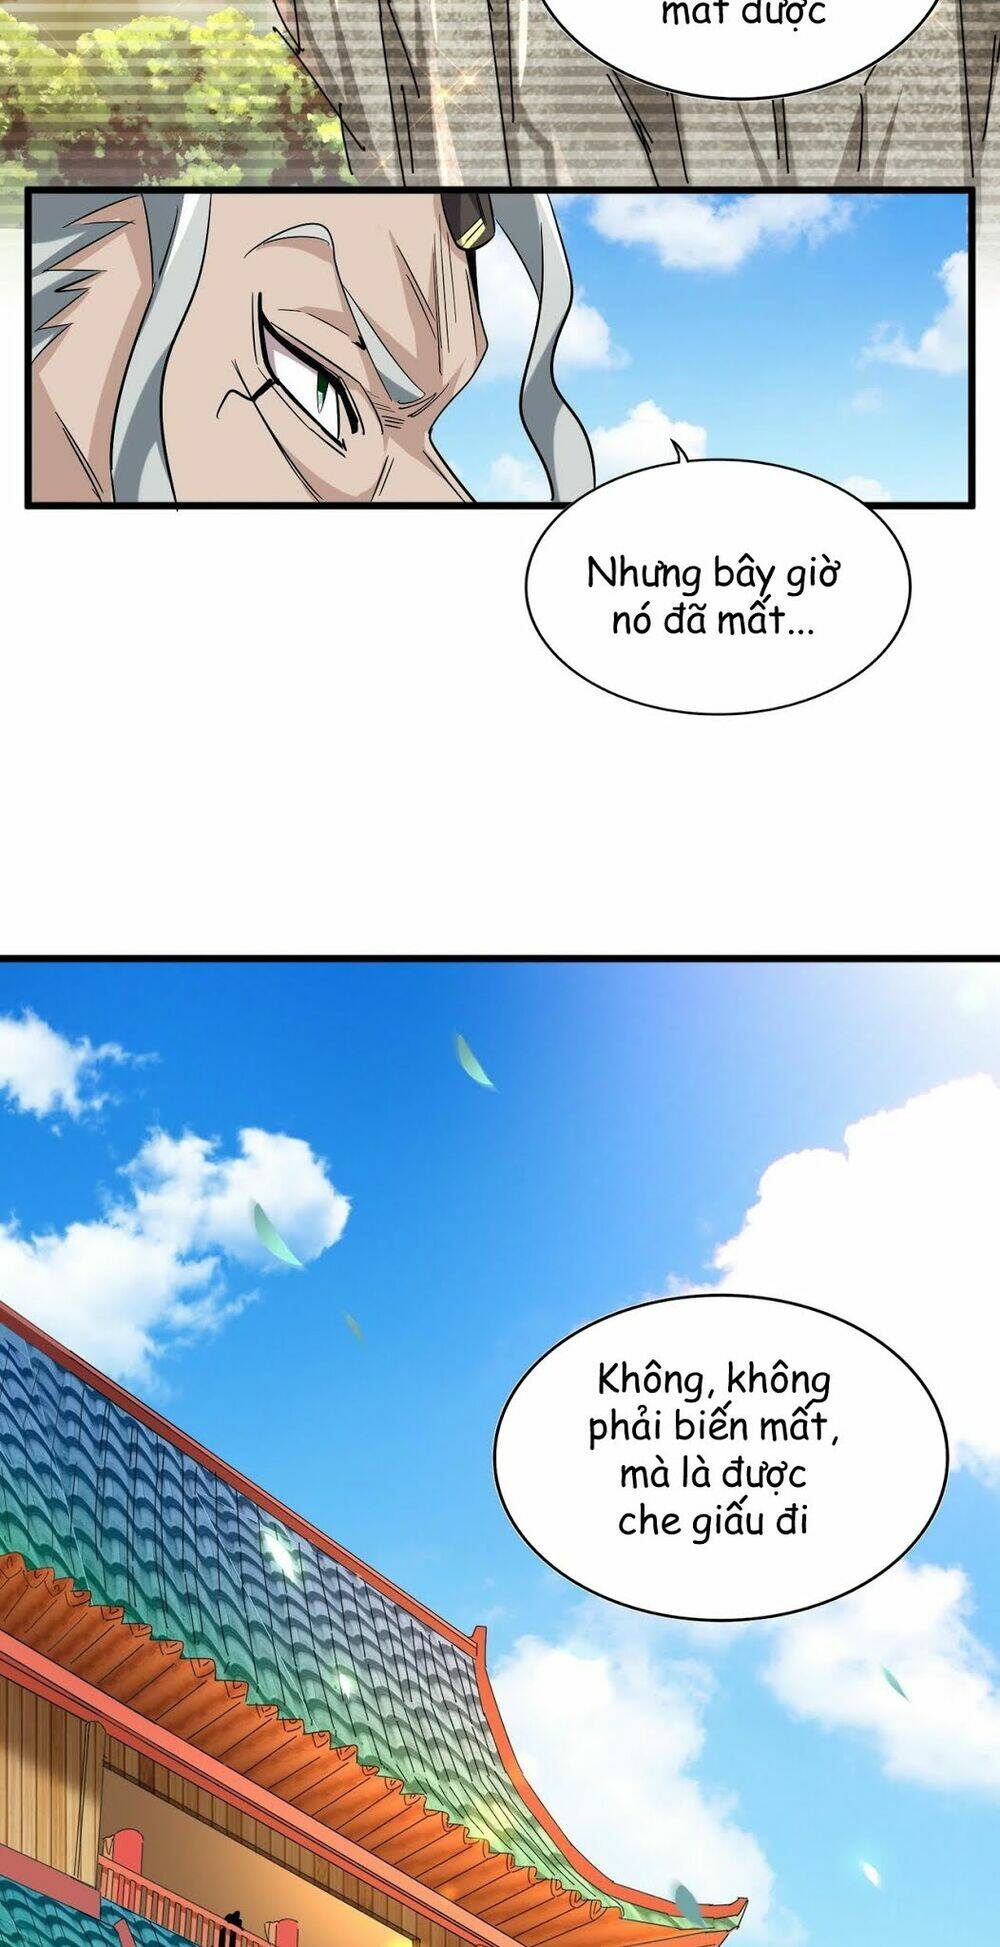 mất được
Nhưng bây giờ
nó đã mất...
Không, không
phải biến mất,
mà là được
che giấu đi